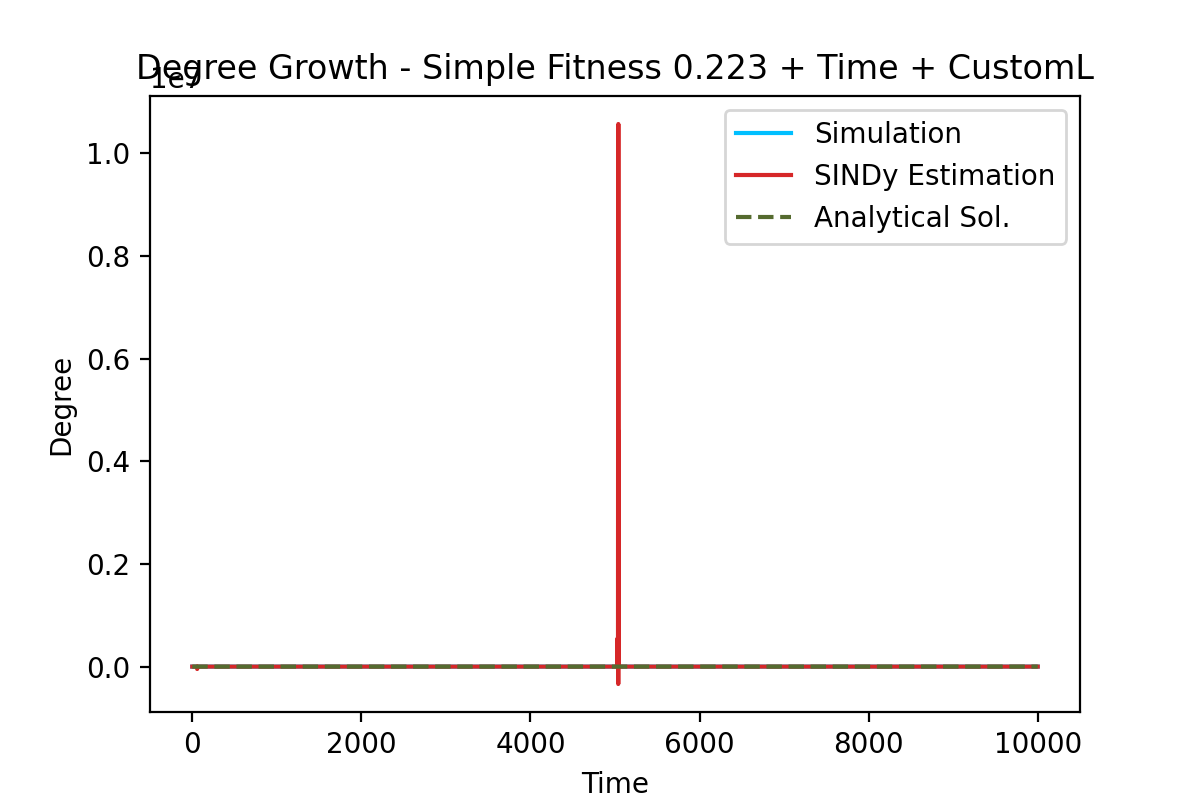 Degree Growth - Simple Fitness 0.223 + Time + CustomL
1e7
Simulation
SINDy Estimation
Analytical Sol.
1.0
0.8
0.6
0.4
0.2
0.0
Degree
0 2000 4000 6000 8000 10000
Time